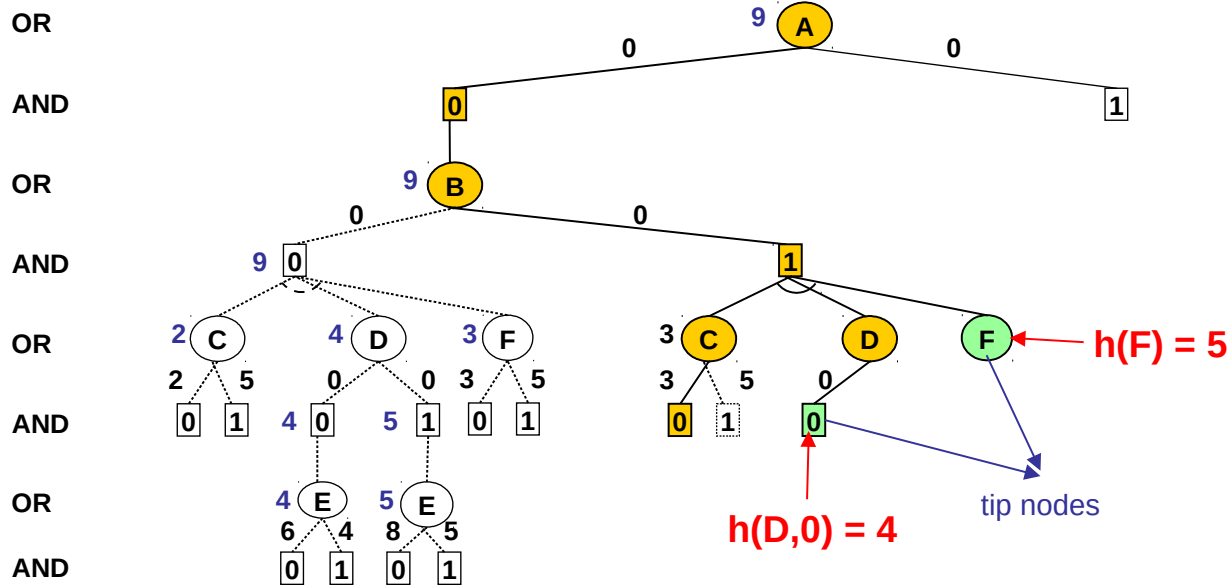 OR
9 A
0 0
AND
0 1
OR
9 B
0 0
AND
9 0 1
OR
2 C 4 D 3 F 3 C D F
h(F) = 5
2 5 0 0 3 5 3 5 0
AND
0 1 4 0 5 1 0 1 0 1 0
OR
4 E 5 E
tip nodes
6 4 8 5
h(D,0) = 4
AND
0 1 0 1